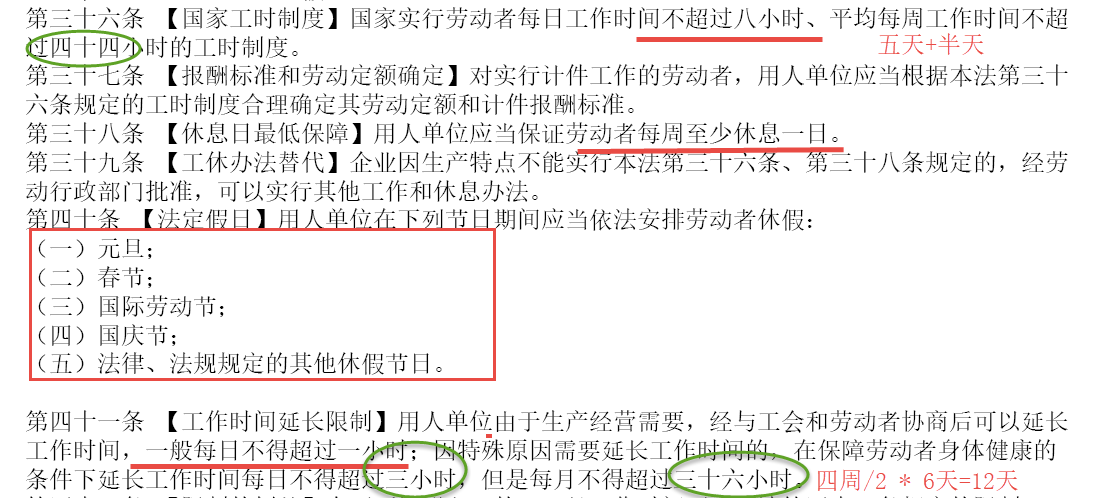 第三十六条 【国家工时制度】国家实行劳动者每日工作时间不超过八小时、平均每周工作时间不超
过四十四小时的工时制度。
五天+半天
第三十七条 【报酬标准和劳动定额确定】对实行计件工作的劳动者，用人单位应当根据本法第三十
六条规定的工时制度合理确定其劳动定额和计件报酬标准。
第三十八条 【休息日最低保障】用人单位应当保证劳动者每周至少休息一日。
第三十九条 【工休办法替代】企业因生产特点不能实行本法第三十六条、第三十八条规定的，经劳
动行政部门批准，可以实行其他工作和休息办法。
第四十条 【法定假日】用人单位在下列节日期间应当依法安排劳动者休假：
（一）元旦；
（二）春节；
（三）国际劳动节；
（四）国庆节；
（五）法律、法规规定的其他休假节日。
第四十一条 【工作时间延长限制】用人单位由于生产经营需要，经与工会和劳动者协商后可以延长
工作时间，一般每日不得超过一小时；因特殊原因需要延长工作时间的，在保障劳动者身体健康的
条件下延长工作时间每日不得超过三小时，但是每月不得超过三十六小时。
四周/2 * 6天=12天